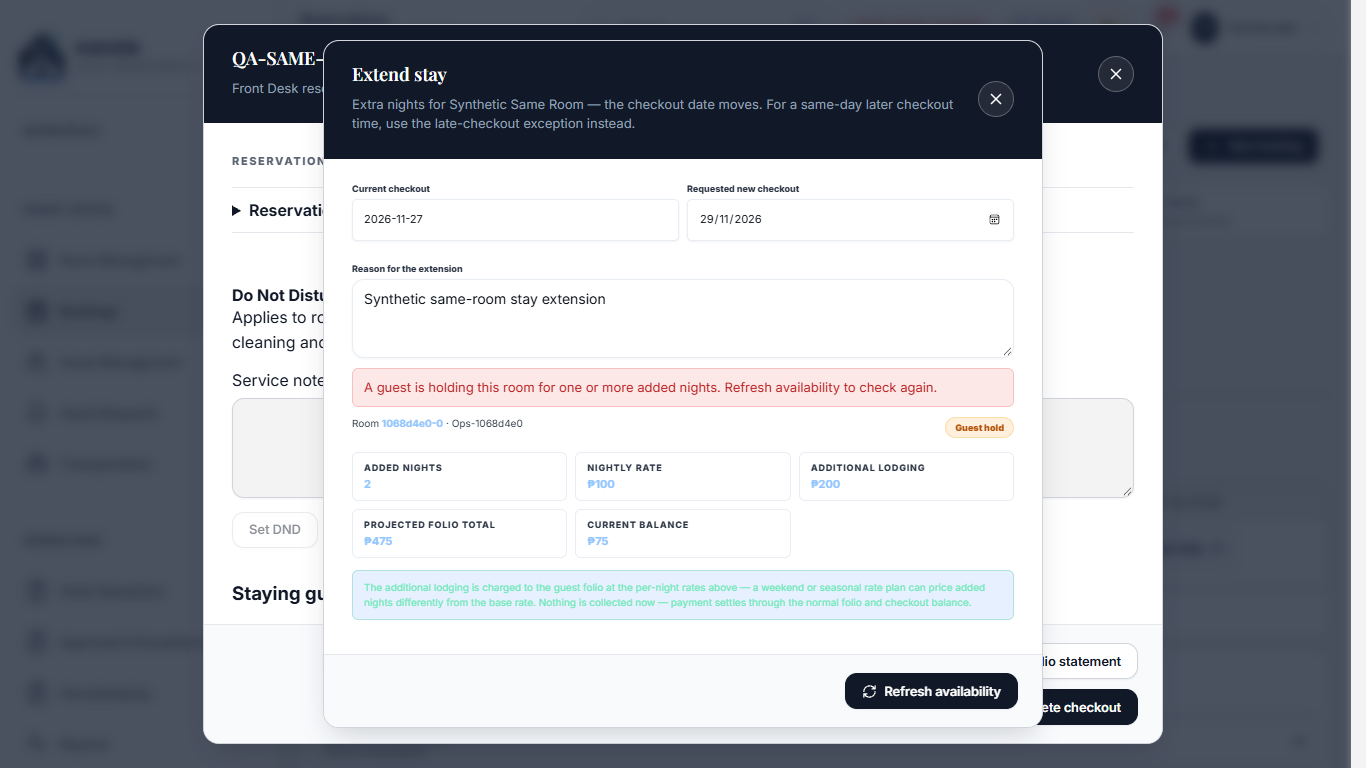 QA-SAME-
Front Desk res
Extend stay
Extra nights for Synthetic Same Room — the checkout date moves. For a same-day later checkout
time, use the late-checkout exception instead.
RESERVATION
Reservati
Current checkout
Requested new checkout
2026-11-27
29/11/2026
Reason for the extension
Synthetic same-room stay extension
Do Not Distu
Applies to ro
cleaning and
Service note
A guest is holding this room for one or more added nights. Refresh availability to check again.
Room 1068d4e0-0 · Ops-1068d4e0
Guest hold
ADDED NIGHTS
2
NIGHTLY RATE
₱100
ADDITIONAL LODGING
₱200
PROJECTED FOLIO TOTAL
₱475
CURRENT BALANCE
₱75
Set DND
The additional lodging is charged to the guest folio at the per-night rates above — a weekend or seasonal rate plan can price added
nights differently from the base rate. Nothing is collected now — payment settles through the normal folio and checkout balance.
Staying gu
lio statement
Refresh availability
ete checkout